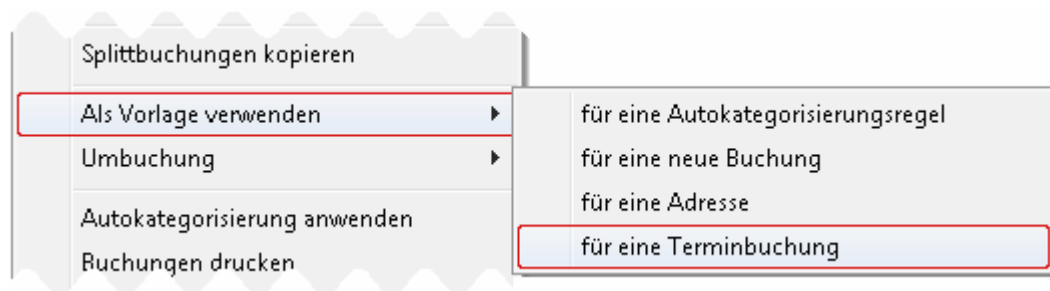 Splittbuchungen kopieren
Als Vorlage verwenden
Umbuchung
Autokategorisierung anwenden
Buchungen drucken
für eine Autokategorisierungsregel
für eine neue Buchung
für eine Adresse
für eine Terminbuchung